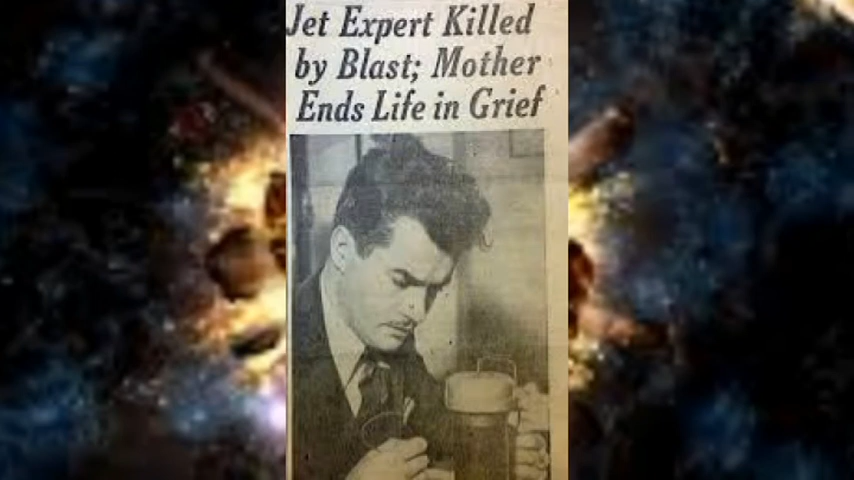 Jet Expert Killed
by Blast; Mother
Ends Life in Grief